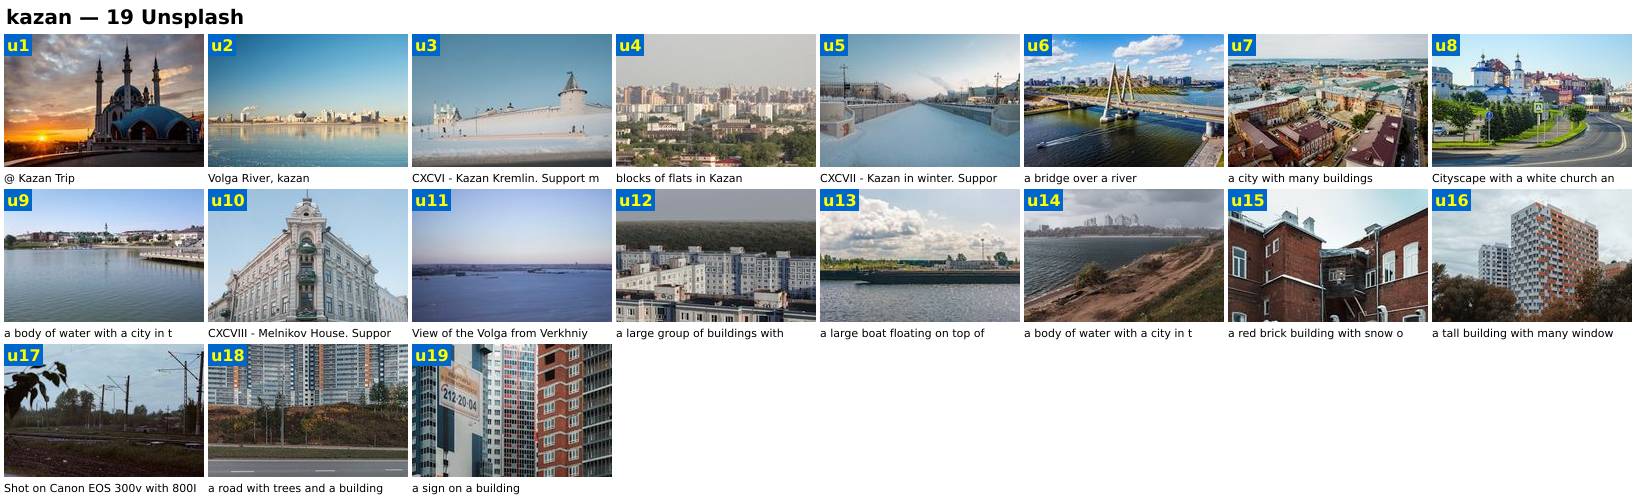 kazan — 19 Unsplash
u1
u2
u3
u4
u5
u6
u7
u8
@ Kazan Trip
Volga River, kazan
CXCVI - Kazan Kremlin. Support m
blocks of flats in Kazan
CXCVII - Kazan in winter. Suppor
a bridge over a river
a city with many buildings
Cityscape with a white church an
u9
u10
u11
u12
u13
u14
u15
u16
a body of water with a city in t
CXCVIII - Melnikov House. Suppor
View of the Volga from Verkhniy
a large group of buildings with
a large boat floating on top of
a body of water with a city in t
a red brick building with snow o
a tall building with many window
u17
u18
u19
212-20-04
Shot on Canon EOS 300v with 800I
a road with trees and a building
a sign on a building